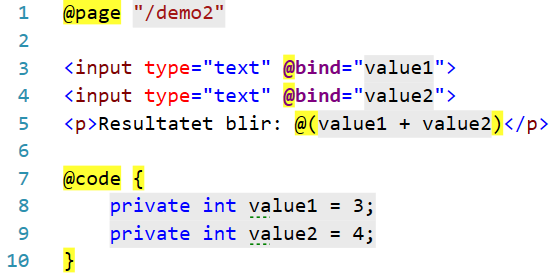 1 @page "/demo2"
2
3 <input type="text" @bind="value1">
4 <input type="text" @bind="value2">
5 <p>Resultatet blir: @(value1 + value2)</p>
6
7 @code {
8 private int value1 = 3;
9 private int value2 = 4;
10 }